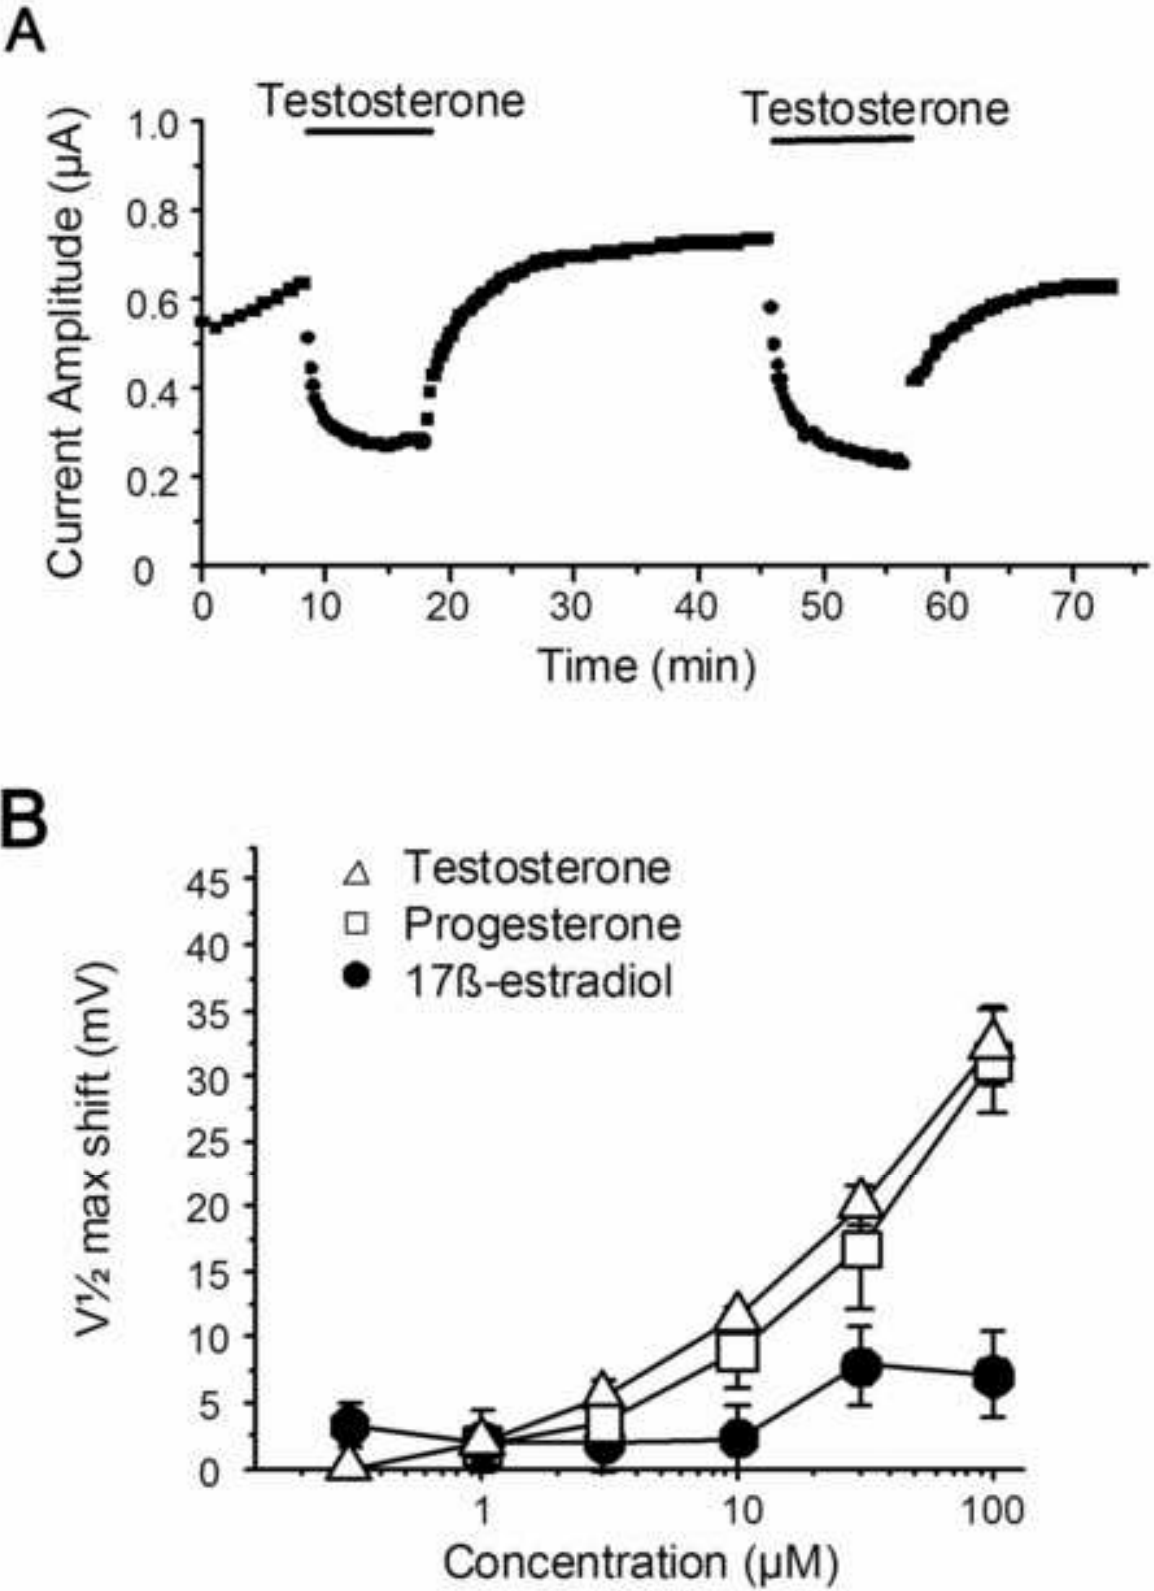 A
Testosterone
Testosterone
Current Amplitude (µA)
1.0
0.8
0.6
0.4
0.2
0
0 10 20 30 40 50 60 70
Time (min)
B
Testosterone
Progesterone
17ß-estradiol
V½ max shift (mV)
45
40
35
30
25
20
15
10
5
0
1 10 100
Concentration (µM)